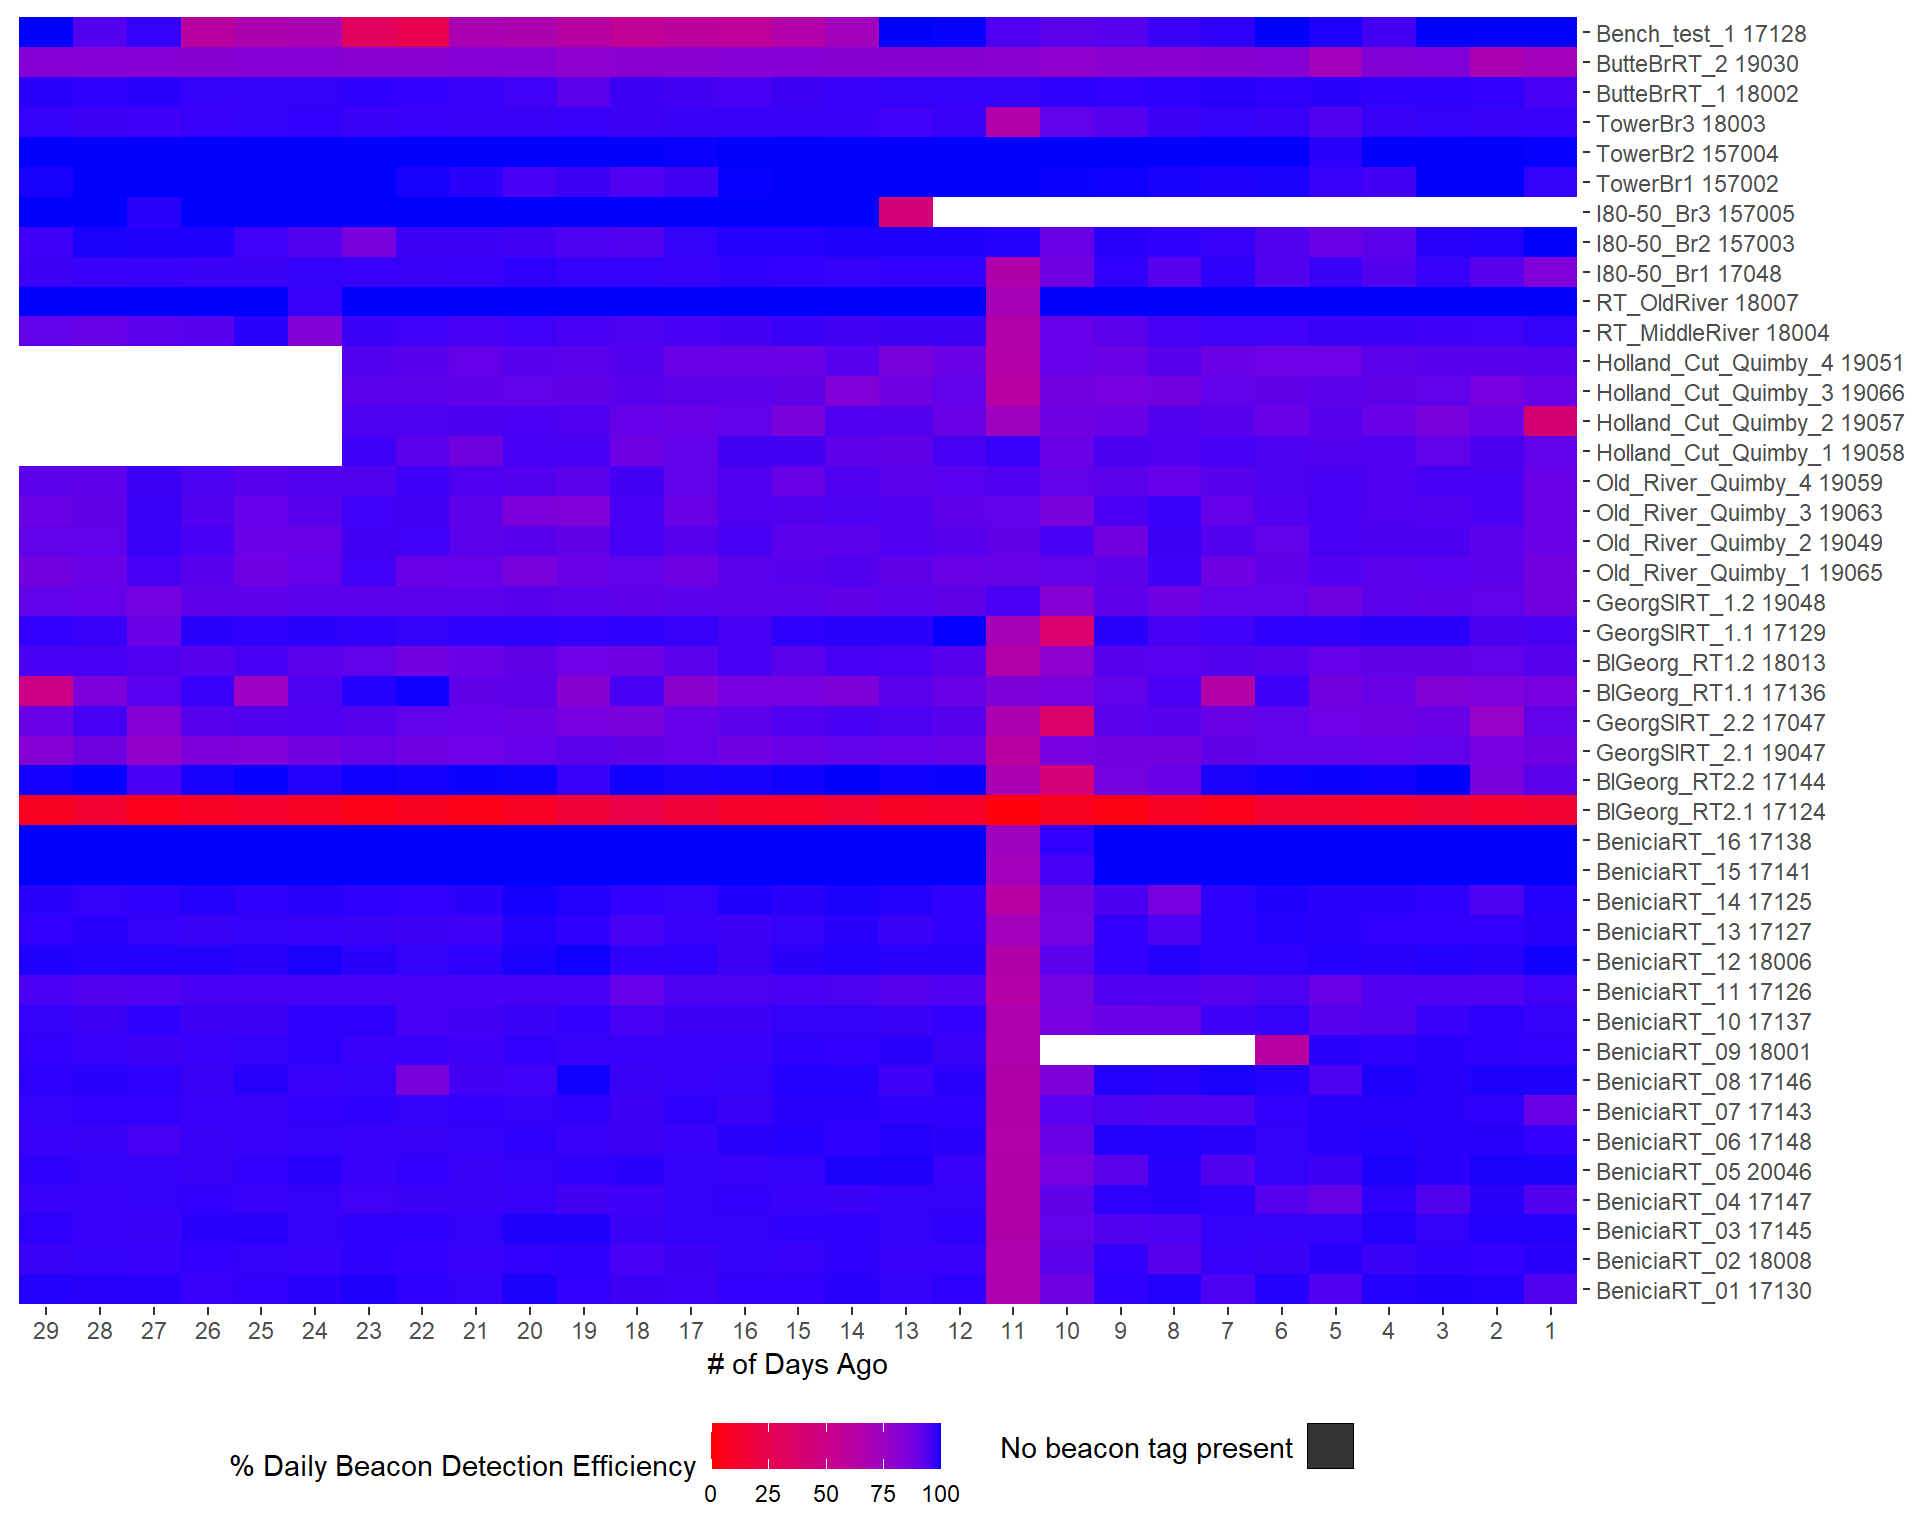 Bench_test_1 17128
ButteBrRT_2 19030
ButteBrRT_1 18002
TowerBr3 18003
TowerBr2 157004
TowerBr1 157002
I80-50_Br3 157005
I80-50_Br2 157003
I80-50_Br1 17048
RT_OldRiver 18007
RT_MiddleRiver 18004
Holland_Cut_Quimby_4 19051
Holland_Cut_Quimby_3 19066
Holland_Cut_Quimby_2 19057
Holland_Cut_Quimby_1 19058
Old_River_Quimby_4 19059
Old_River_Quimby_3 19063
Old_River_Quimby_2 19049
Old_River_Quimby_1 19065
GeorgSlRT_1.2 19048
GeorgSlRT_1.1 17129
BlGeorg_RT1.2 18013
BlGeorg_RT1.1 17136
GeorgSlRT_2.2 17047
GeorgSlRT_2.1 19047
BlGeorg_RT2.2 17144
BlGeorg_RT2.1 17124
BeniciaRT_16 17138
BeniciaRT_15 17141
BeniciaRT_14 17125
BeniciaRT_13 17127
BeniciaRT_12 18006
BeniciaRT_11 17126
BeniciaRT_10 17137
BeniciaRT_09 18001
BeniciaRT_08 17146
BeniciaRT_07 17143
BeniciaRT_06 17148
BeniciaRT_05 20046
BeniciaRT_04 17147
BeniciaRT_03 17145
BeniciaRT_02 18008
BeniciaRT_01 17130
29 28 27 26 25 24 23 22 21 20 19 18 17 16 15 14 13 12 11 10 9 8 7 6 5 4 3 2 1
# of Days Ago
% Daily Beacon Detection Efficiency
0 25 50 75 100
No beacon tag present